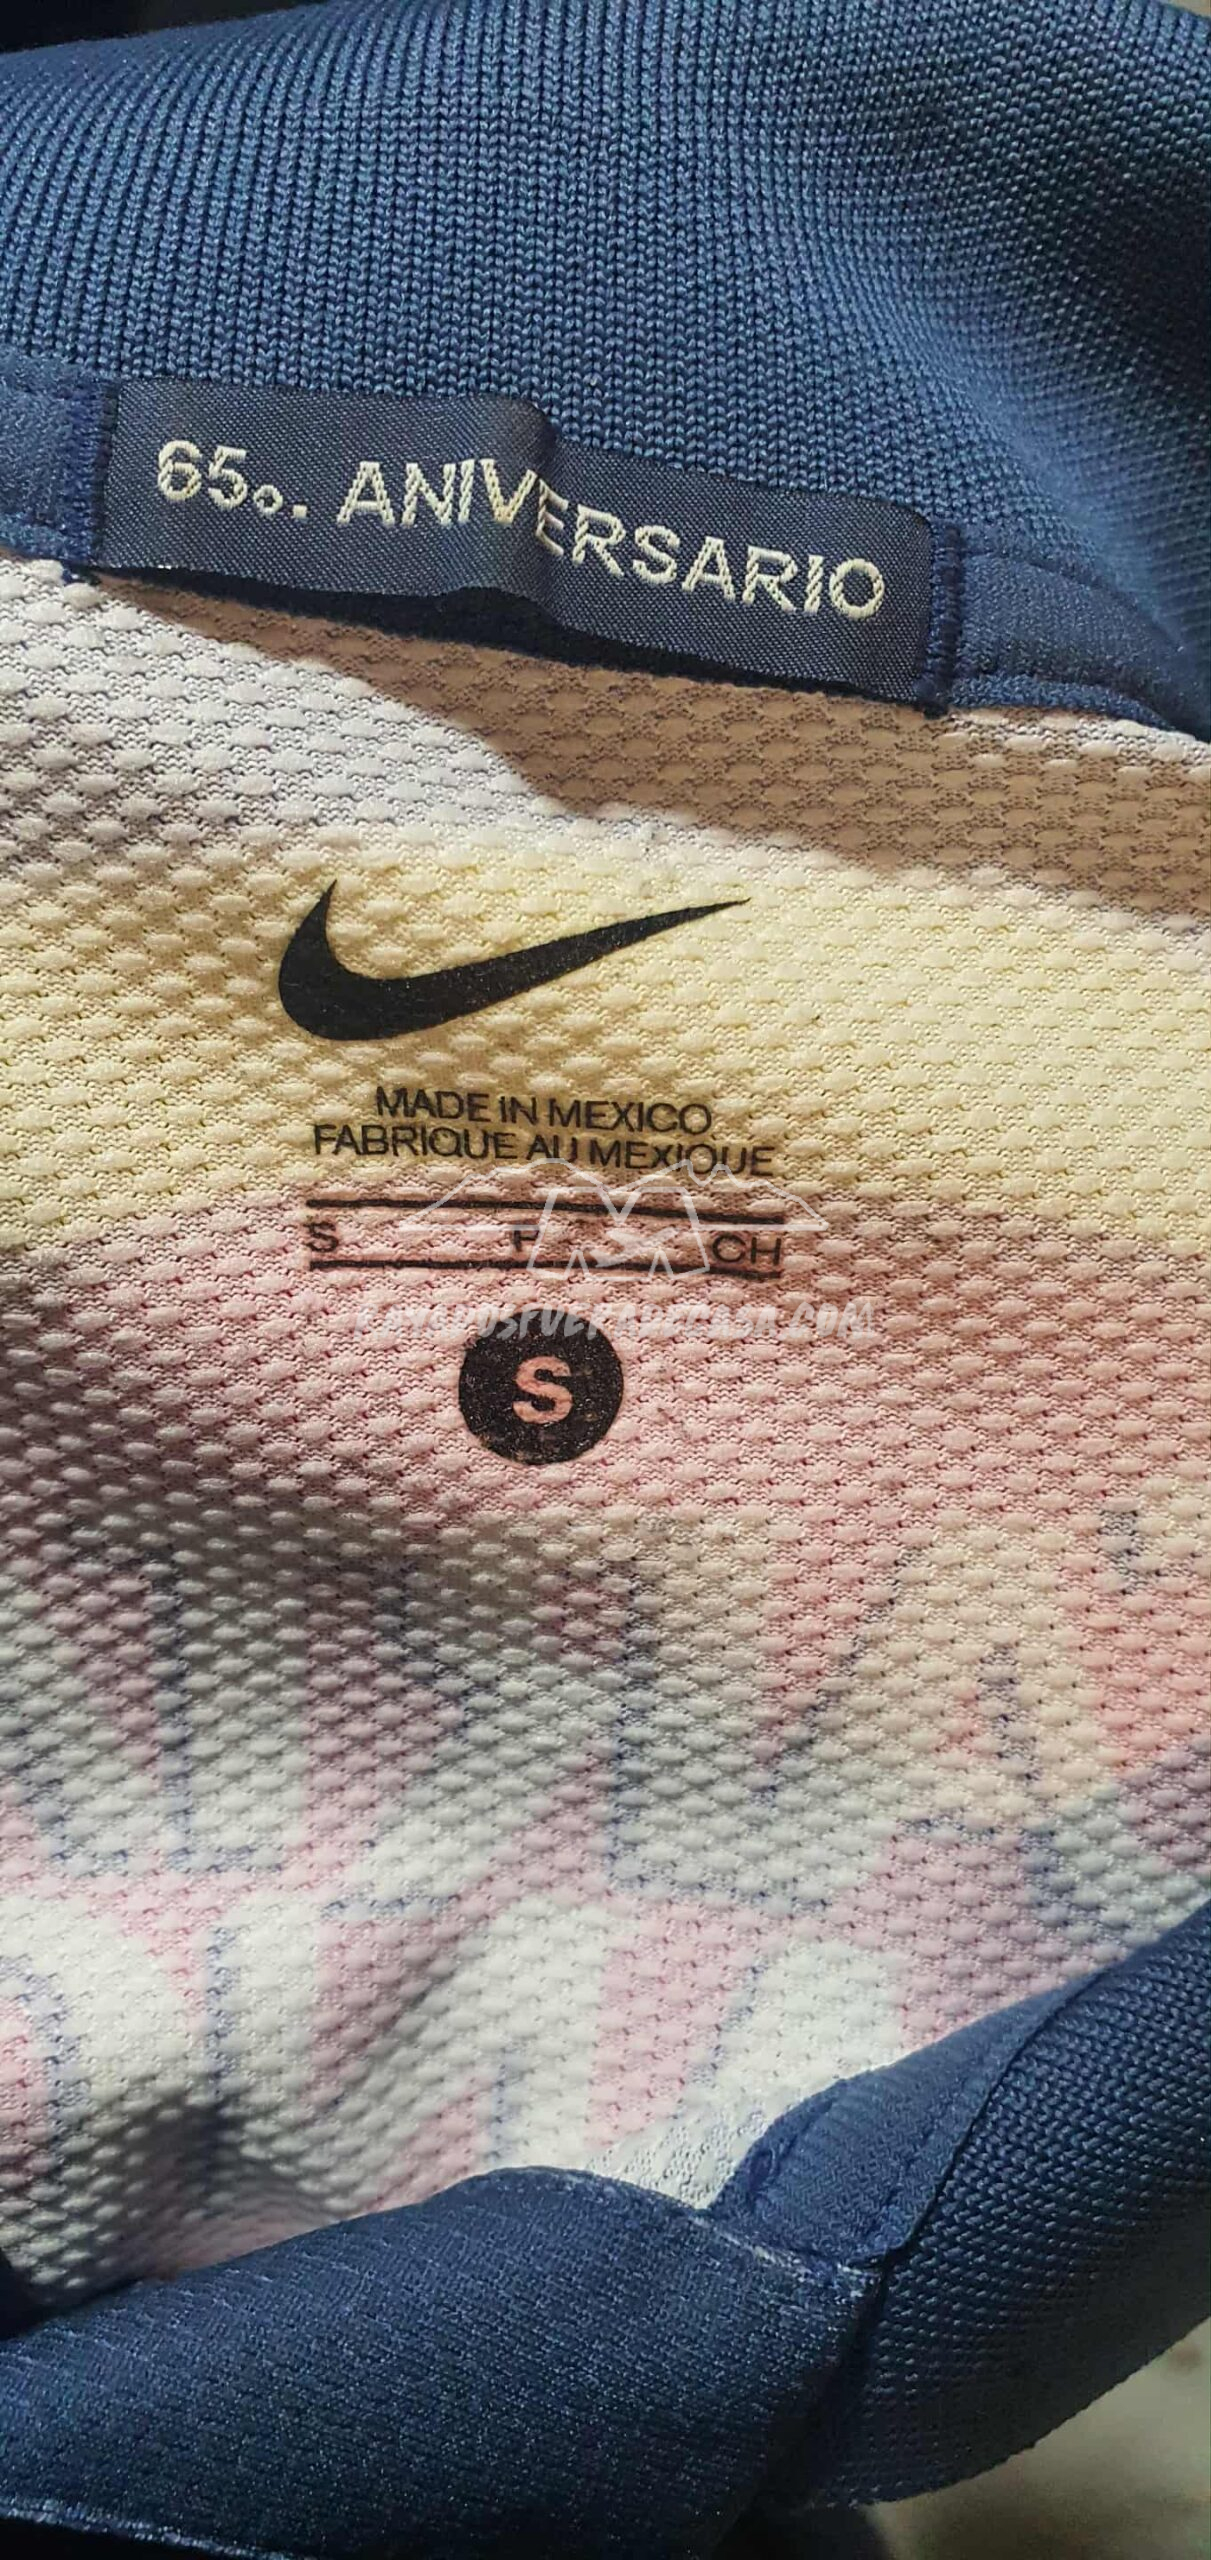 65o. ANIVERSARIO
MADE IN MEXICO
FABRIQUE AU MEXIQUE
S P CH
S